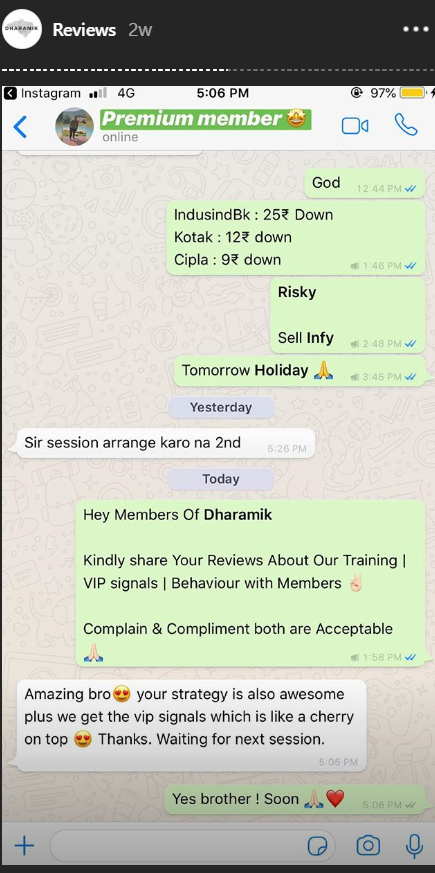 DHARANIK
Reviews 2w
Instagram 4G 5:06 PM 97%
Premium member 🤩
online
God 12:44 PM
IndusindBk : 25₹ Down
Kotak : 12₹ down
Cipla : 9₹ down
1:46 PM
Risky
Sell Infy 2:48 PM
Tomorrow Holiday 🙏 3:45 PM
Yesterday
Sir session arrange karo na 2nd 5:26 PM
Today
Hey Members Of Dharamik
Kindly share Your Reviews About Our Training |
VIP signals | Behaviour with Members ✌🏻
Complain & Compliment both are Acceptable
🙏🏻 1:58 PM
Amazing bro😍 your strategy is also awesome
plus we get the vip signals which is like a cherry
on top 😍 Thanks. Waiting for next session.
5:05 PM
Yes brother ! Soon 🙏🏻❤️ 5:06 PM